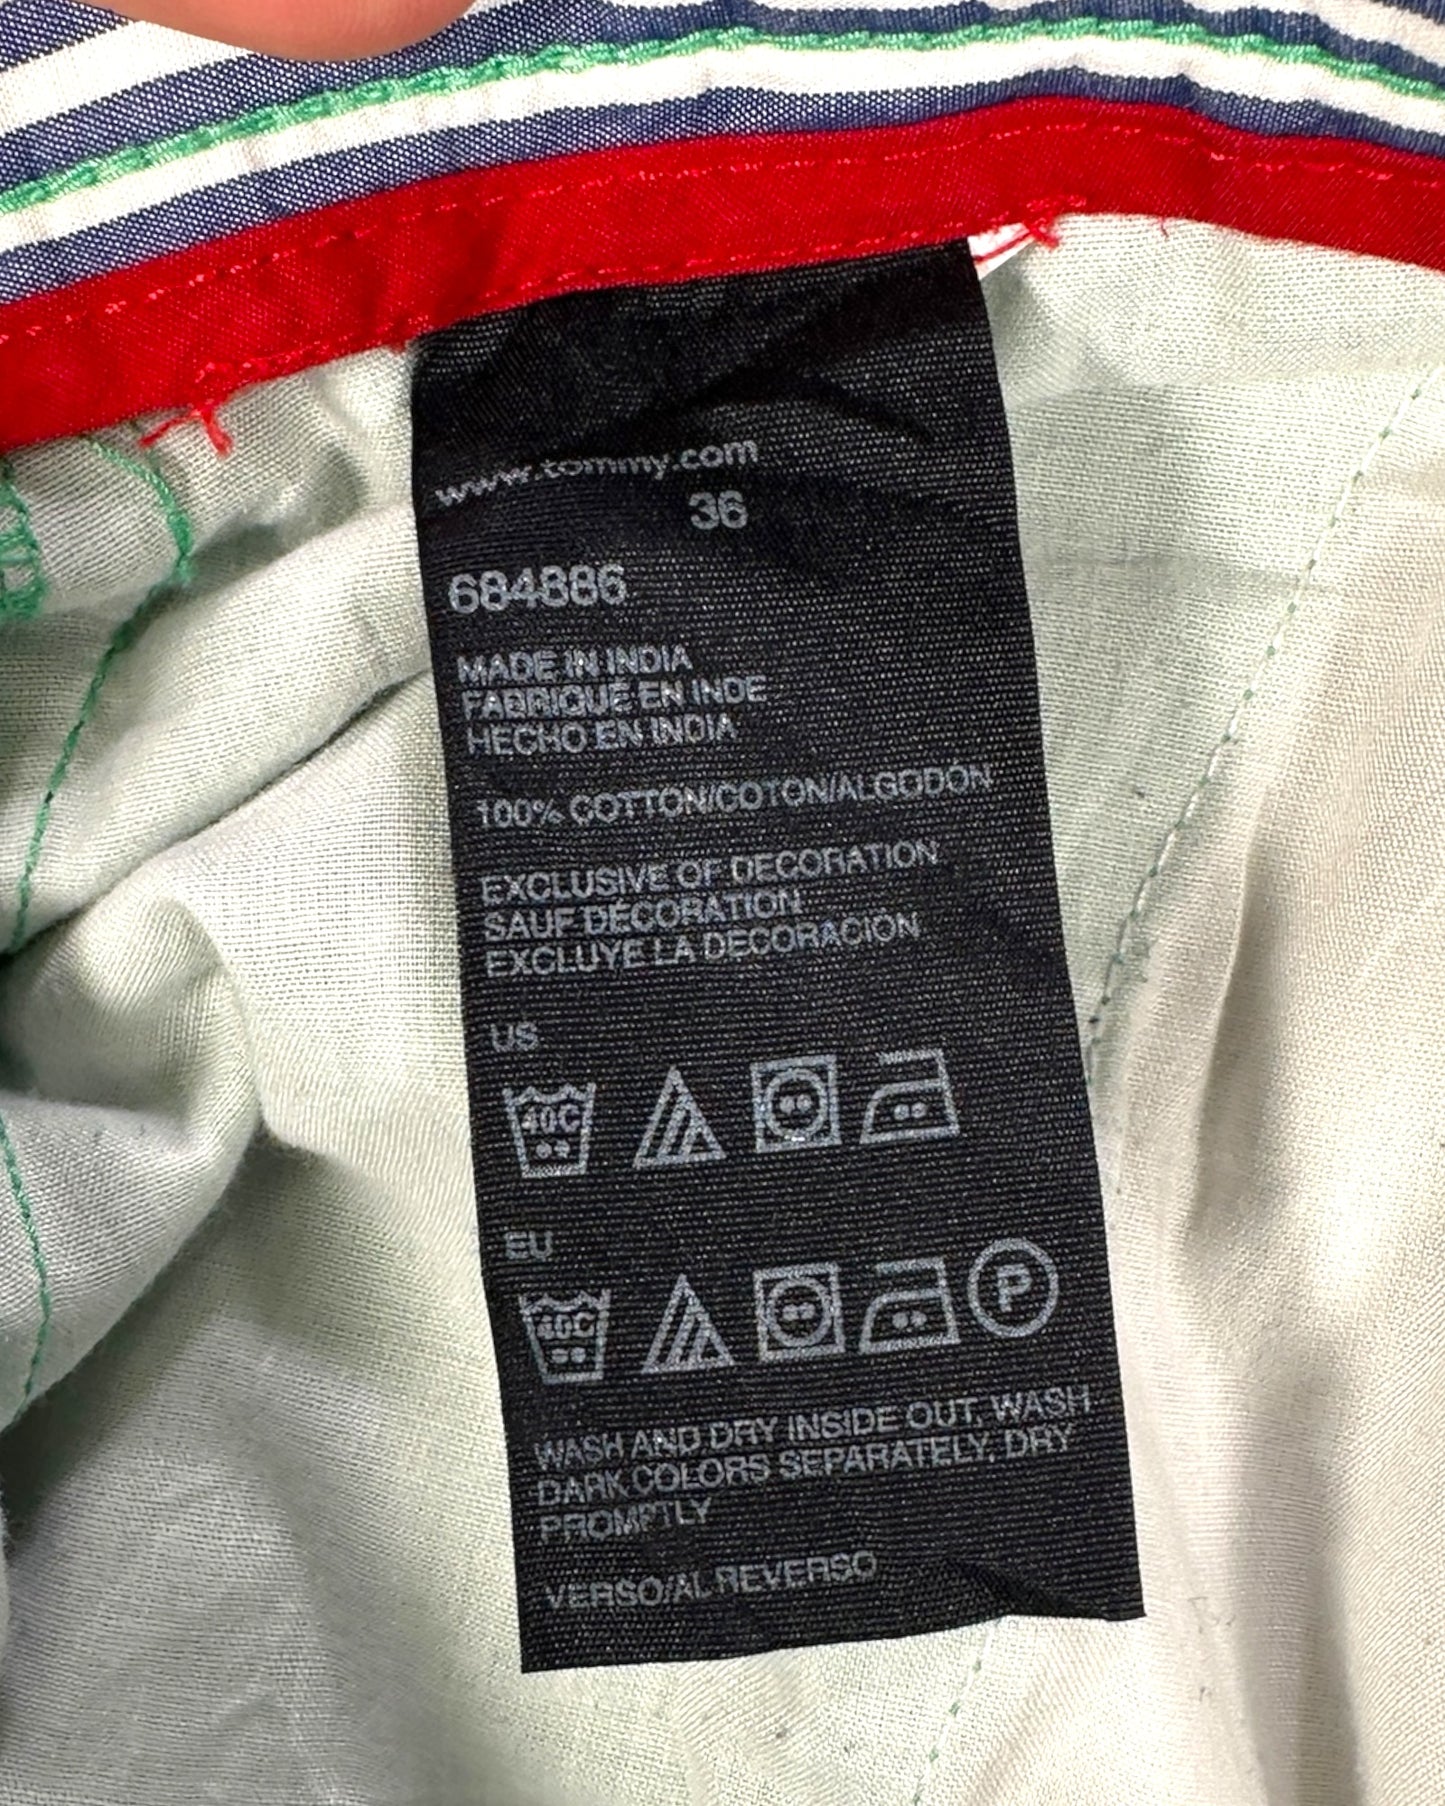 www.tommy.com
36
684886
MADE IN INDIA
FABRIQUÉ EN INDE
HECHO EN INDIA
100% COTTON/COTON/ALGODÓN
EXCLUSIVE OF DECORATION
SAUF DÉCORATION
EXCLUYE LA DECORACIÓN
US
40C
EU
40C
P
WASH AND DRY INSIDE OUT, WASH
DARK COLORS SEPARATELY, DRY
PROMPTLY
VERSO/AL REVERSO